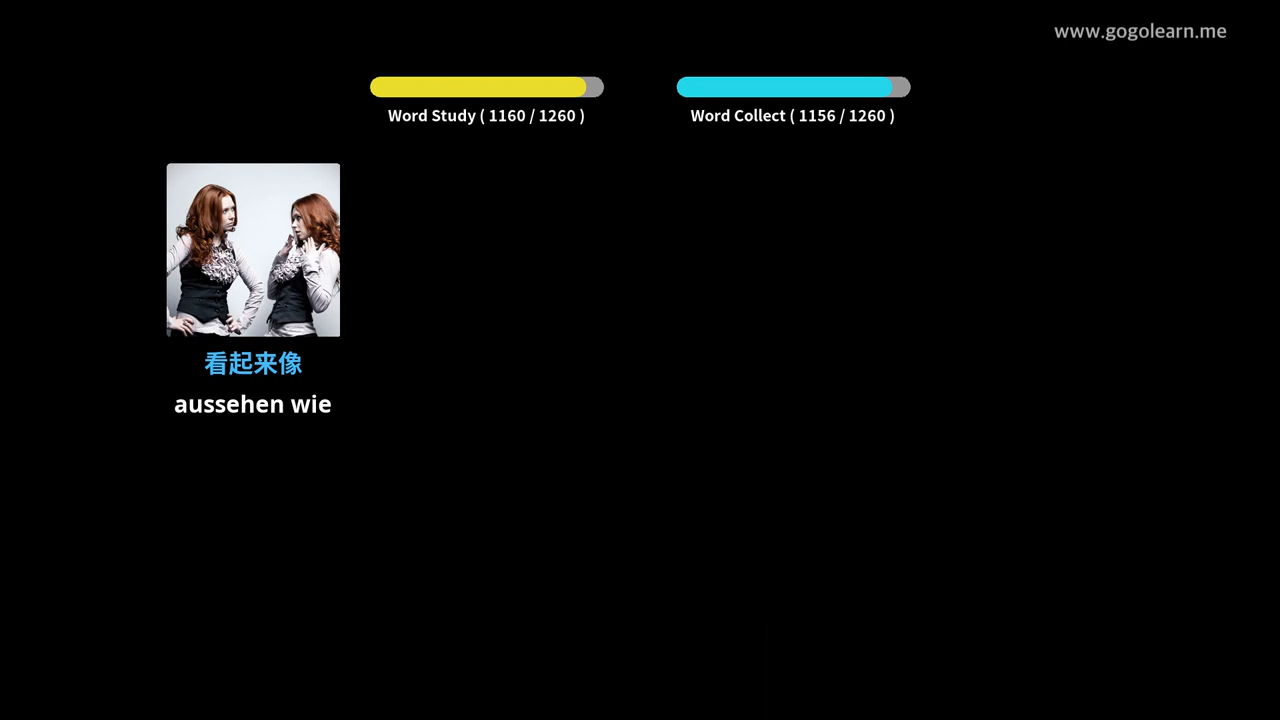 www.gogolearn.me
Word Study ( 1160 / 1260 )
Word Collect ( 1156 / 1260 )
看起来像
aussehen wie